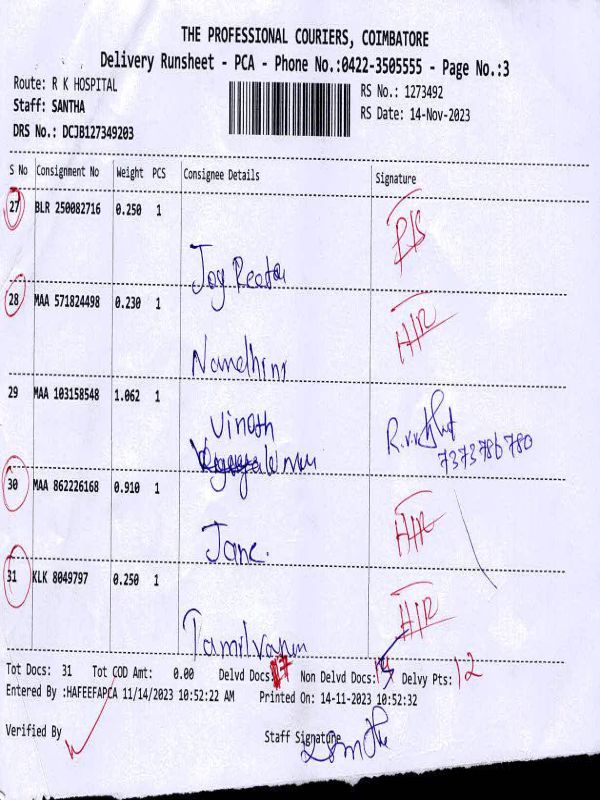 THE PROFESSIONAL COURIERS, COIMBATORE
Delivery Runsheet - PCA - Phone No.:0422-3505555 - Page No.:3
Route: R K HOSPITAL
RS No.: 1273492
Staff: SANTHA
RS Date: 14-Nov-2023
DRS No.: DCJB127349203
S No Consignment No Weight PCS Consignee Details Signature
27 BLR 250082716 0.250 1
Joy Reeta
28 MAA 571824498 0.230 1
H/R
Nandhini
29 MAA 103158548 1.062 1
Vinoth
7373786780
30 MAA 862226168 0.910 1
H/R
Jane.
31 KLK 8049797 0.250 1
H/R
Tamilvanan
Tot Docs: 31 Tot COD Amt: 0.00 Delvd Docs: 17 Non Delvd Docs: 14 Delvy Pts: 12
Entered By :HAFEEFAPCA 11/14/2023 10:52:22 AM Printed On: 14-11-2023 10:52:32
Verified By Staff Signature